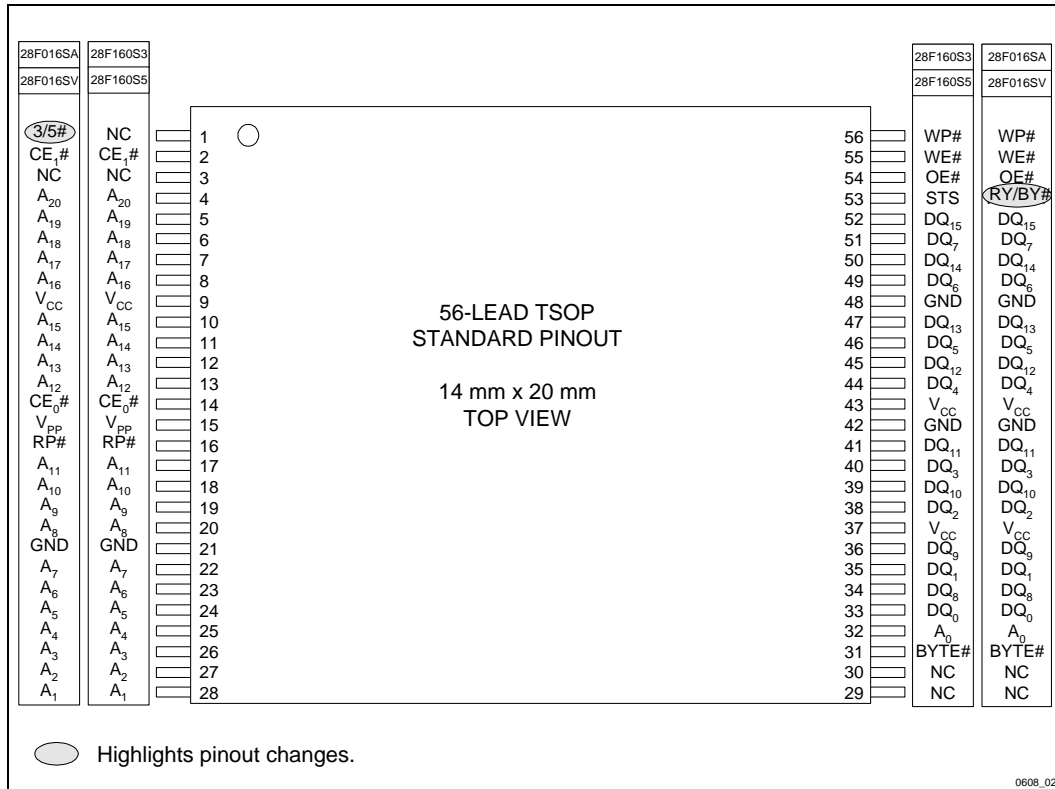 28F016SA 28F160S3 28F160S3 28F016SA
28F016SV 28F160S5 28F160S5 28F016SV
3/5# NC 1 56 WP# WP#
CE₁# CE₁# 2 55 WE# WE#
NC NC 3 54 OE# OE#
A₂₀ A₂₀ 4 53 STS RY/BY#
A₁₉ A₁₉ 5 52 DQ₁₅ DQ₁₅
A₁₈ A₁₈ 6 51 DQ₇ DQ₇
A₁₇ A₁₇ 7 50 DQ₁₄ DQ₁₄
A₁₆ A₁₆ 8 49 DQ₆ DQ₆
V_CC V_CC 9 48 GND GND
A₁₅ A₁₅ 10 47 DQ₁₃ DQ₁₃
A₁₄ A₁₄ 11 46 DQ₅ DQ₅
A₁₃ A₁₃ 12 45 DQ₁₂ DQ₁₂
A₁₂ A₁₂ 13 44 DQ₄ DQ₄
CE₀# CE₀# 14 43 V_CC V_CC
V_PP V_PP 15 42 GND GND
RP# RP# 16 41 DQ₁₁ DQ₁₁
A₁₁ A₁₁ 17 40 DQ₃ DQ₃
A₁₀ A₁₀ 18 39 DQ₁₀ DQ₁₀
A₉ A₉ 19 38 DQ₂ DQ₂
A₈ A₈ 20 37 V_CC V_CC
GND GND 21 36 DQ₉ DQ₉
A₇ A₇ 22 35 DQ₁ DQ₁
A₆ A₆ 23 34 DQ₈ DQ₈
A₅ A₅ 24 33 DQ₀ DQ₀
A₄ A₄ 25 32 A₀ A₀
A₃ A₃ 26 31 BYTE# BYTE#
A₂ A₂ 27 30 NC NC
A₁ A₁ 28 29 NC NC
56-LEAD TSOP
STANDARD PINOUT
14 mm x 20 mm
TOP VIEW
Highlights pinout changes.
0608_02